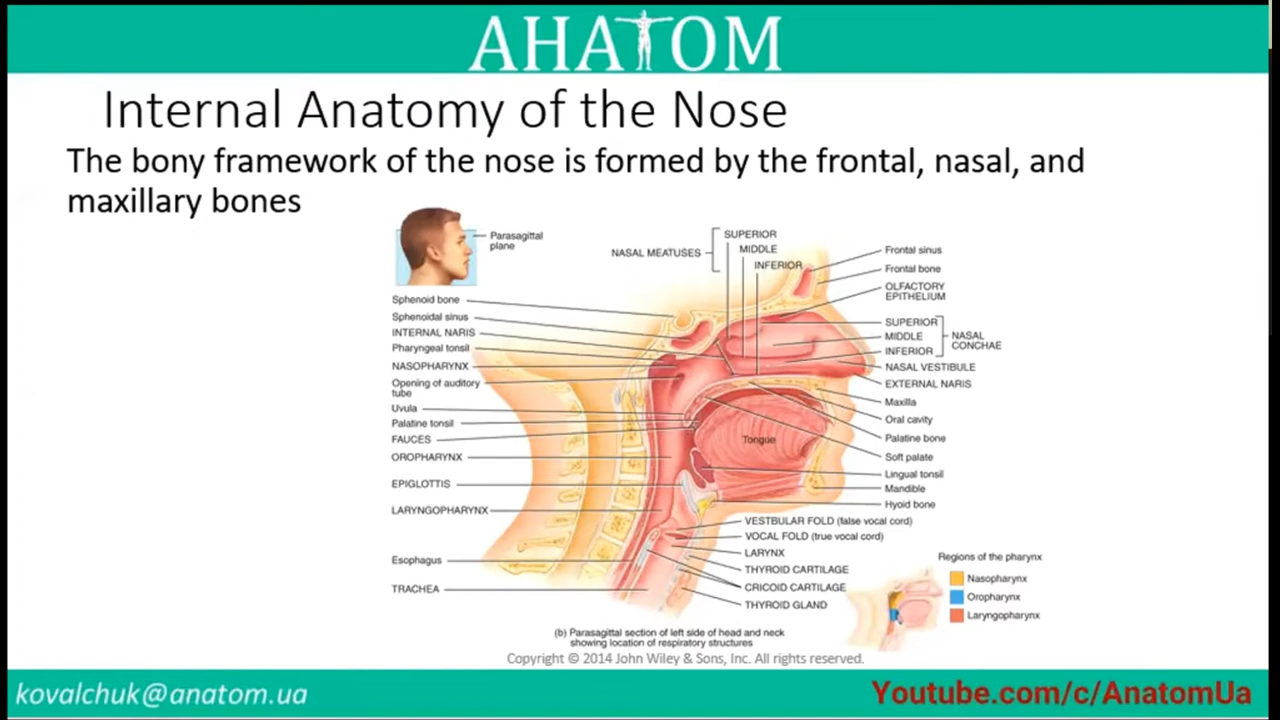 AНАTOM
Internal Anatomy of the Nose
The bony framework of the nose is formed by the frontal, nasal, and
maxillary bones
Parasagittal
plane
NASAL MEATUSES
SUPERIOR
MIDDLE
INFERIOR
Sphenoid bone
Sphenoidal sinus
INTERNAL NARIS
Pharyngeal tonsil
NASOPHARYNX
Opening of auditory
tube
Uvula
Palatine tonsil
FAUCES
OROPHARYNX
EPIGLOTTIS
LARYNGOPHARYNX
Esophagus
TRACHEA
Tongue
Frontal sinus
Frontal bone
OLFACTORY
EPITHELIUM
SUPERIOR
MIDDLE
INFERIOR
NASAL
CONCHAE
NASAL VESTIBULE
EXTERNAL NARIS
Maxilla
Oral cavity
Palatine bone
Soft palate
Lingual tonsil
Mandible
Hyoid bone
VESTBULAR FOLD (false vocal cord)
VOCAL FOLD (true vocal cord)
LARYNX
THYROID CARTILAGE
CRICOID CARTILAGE
THYROID GLAND
Regions of the pharynx
Nasopharynx
Oropharynx
Laryngopharynx
(b) Parasagittal section of left side of head and neck
showing location of respiratory structures
Copyright © 2014 John Wiley & Sons, Inc. All rights reserved.
kovalchuk@anatom.ua
Youtube.com/c/AnatomUa